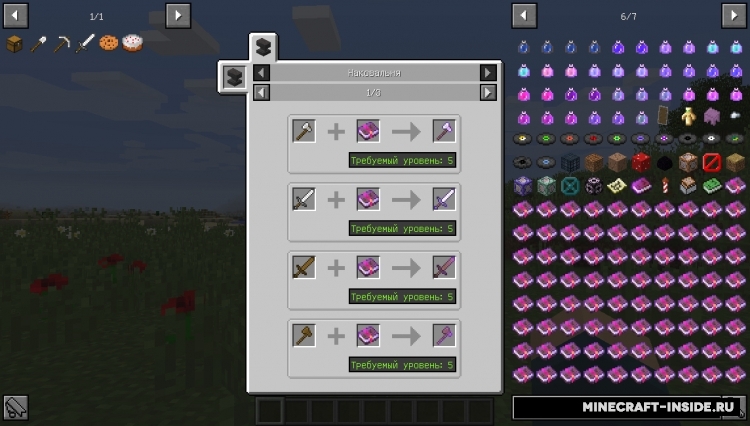 1/1
6/7
Наковальня
1/8
Требуемый уровень: 5
Требуемый уровень: 5
Требуемый уровень: 5
Требуемый уровень: 5
MINECRAFT-INSIDE.RU